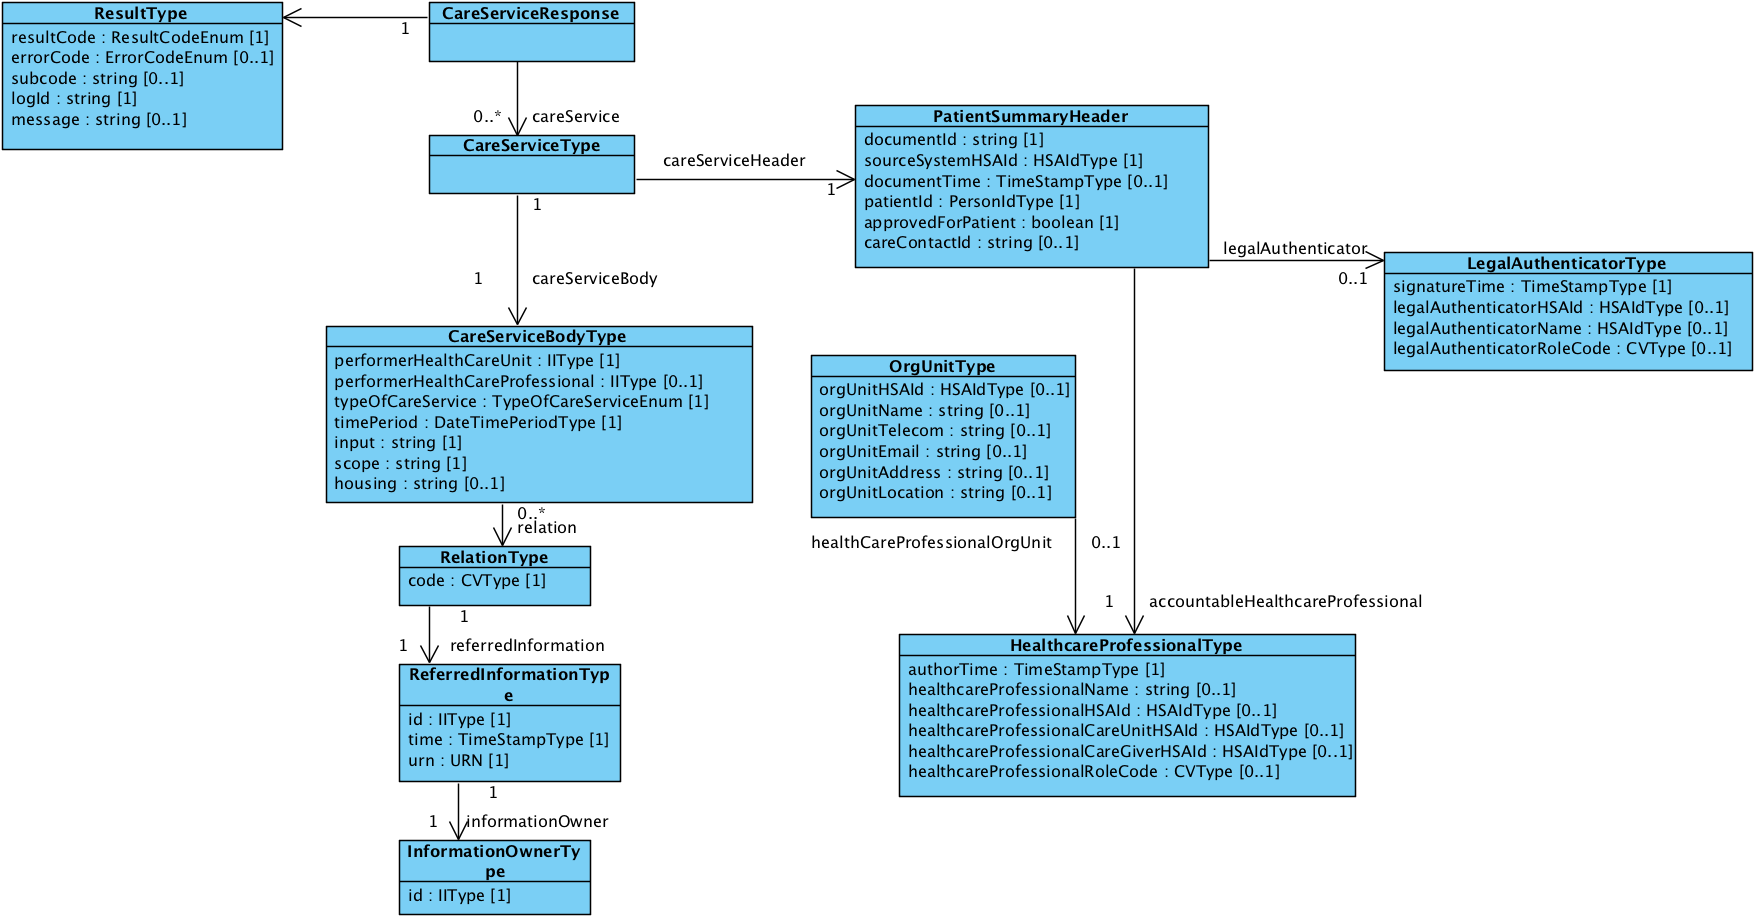 ResultType
resultCode : ResultCodeEnum [1]
errorCode : ErrorCodeEnum [0..1]
subcode : string [0..1]
logId : string [1]
message : string [0..1]
1
CareServiceResponse
0..*
careService
CareServiceType
careServiceHeader
1
PatientSummaryHeader
documentId : string [1]
sourceSystemHSAId : HSAIdType [1]
documentTime : TimeStampType [0..1]
patientId : PersonIdType [1]
approvedForPatient : boolean [1]
careContactId : string [0..1]
1
1
careServiceBody
legalAuthenticator
0..1
LegalAuthenticatorType
signatureTime : TimeStampType [1]
legalAuthenticatorHSAId : HSAIdType [0..1]
legalAuthenticatorName : HSAIdType [0..1]
legalAuthenticatorRoleCode : CVType [0..1]
CareServiceBodyType
performerHealthCareUnit : IIType [1]
performerHealthCareProfessional : IIType [0..1]
typeOfCareService : TypeOfCareServiceEnum [1]
timePeriod : DateTimePeriodType [1]
input : string [1]
scope : string [1]
housing : string [0..1]
OrgUnitType
orgUnitHSAId : HSAIdType [0..1]
orgUnitName : string [0..1]
orgUnitTelecom : string [0..1]
orgUnitEmail : string [0..1]
orgUnitAddress : string [0..1]
orgUnitLocation : string [0..1]
0..*
relation
healthCareProfessionalOrgUnit
0..1
RelationType
code : CVType [1]
1
accountableHealthcareProfessional
1
1
referredInformation
HealthcareProfessionalType
authorTime : TimeStampType [1]
healthcareProfessionalName : string [0..1]
healthcareProfessionalHSAId : HSAIdType [0..1]
healthcareProfessionalCareUnitHSAId : HSAIdType [0..1]
healthcareProfessionalCareGiverHSAId : HSAIdType [0..1]
healthcareProfessionalRoleCode : CVType [0..1]
ReferredInformationTyp
e
id : IIType [1]
time : TimeStampType [1]
urn : URN [1]
1
1
informationOwner
InformationOwnerTy
pe
id : IIType [1]